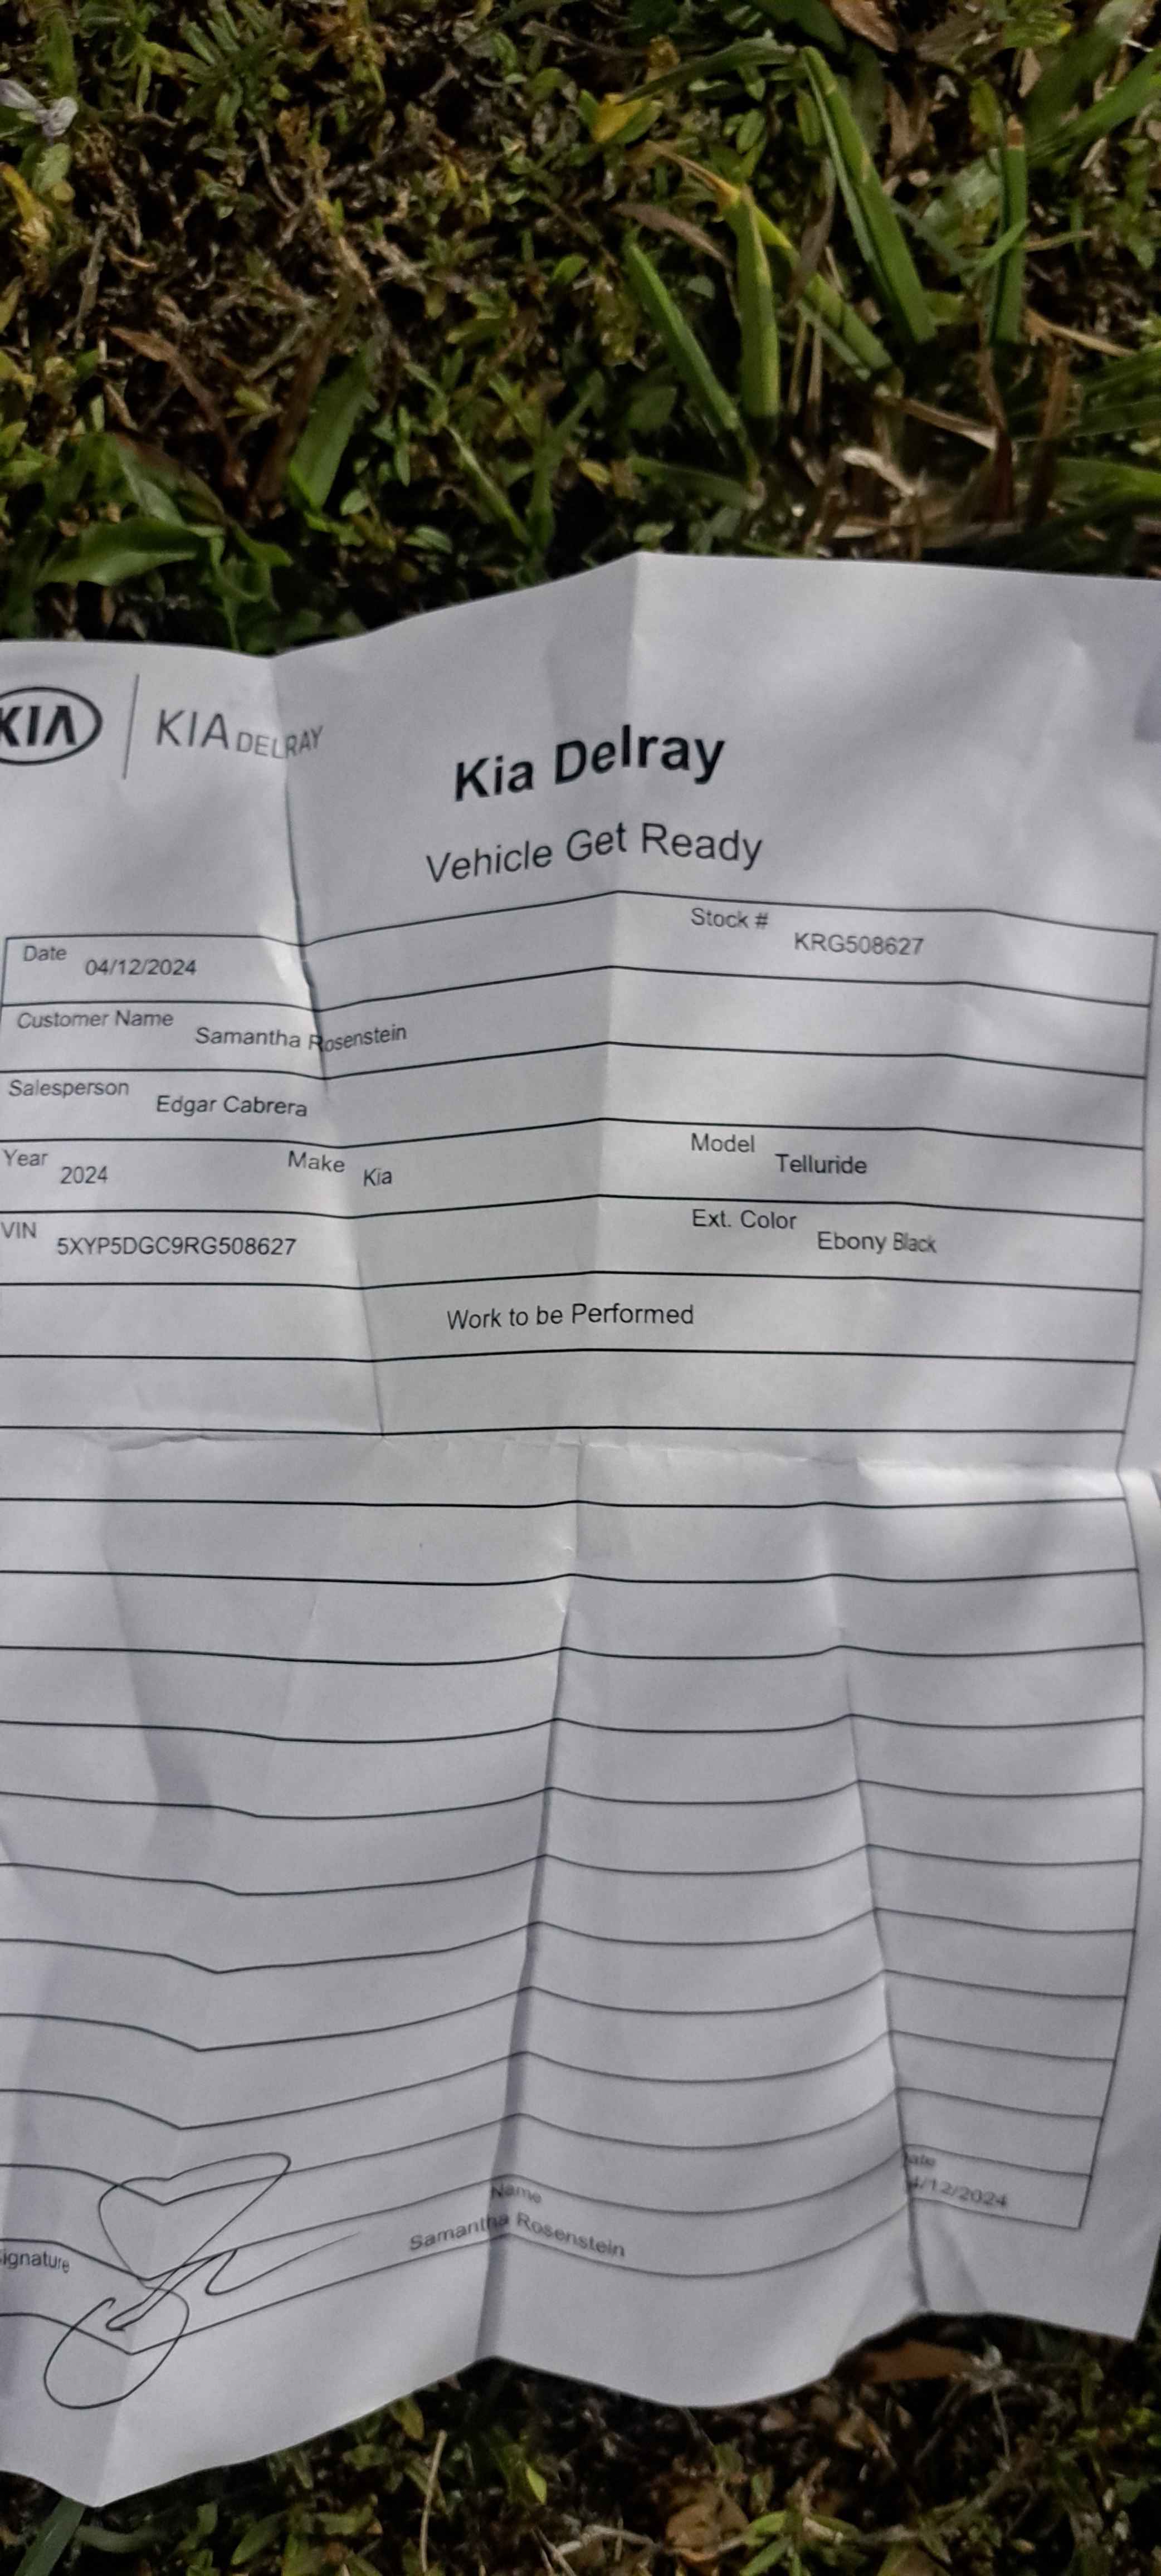 KIA KIA DELRAY
Kia Delray
Vehicle Get Ready
Date 04/12/2024 Stock # KRG508627
Customer Name Samantha Rosenstein
Salesperson Edgar Cabrera
Year 2024 Make Kia Model Telluride
VIN 5XYP5DGC9RG508627 Ext. Color Ebony Black
Work to be Performed
ignature Name ate
Samantha Rosenstein 4/12/2024